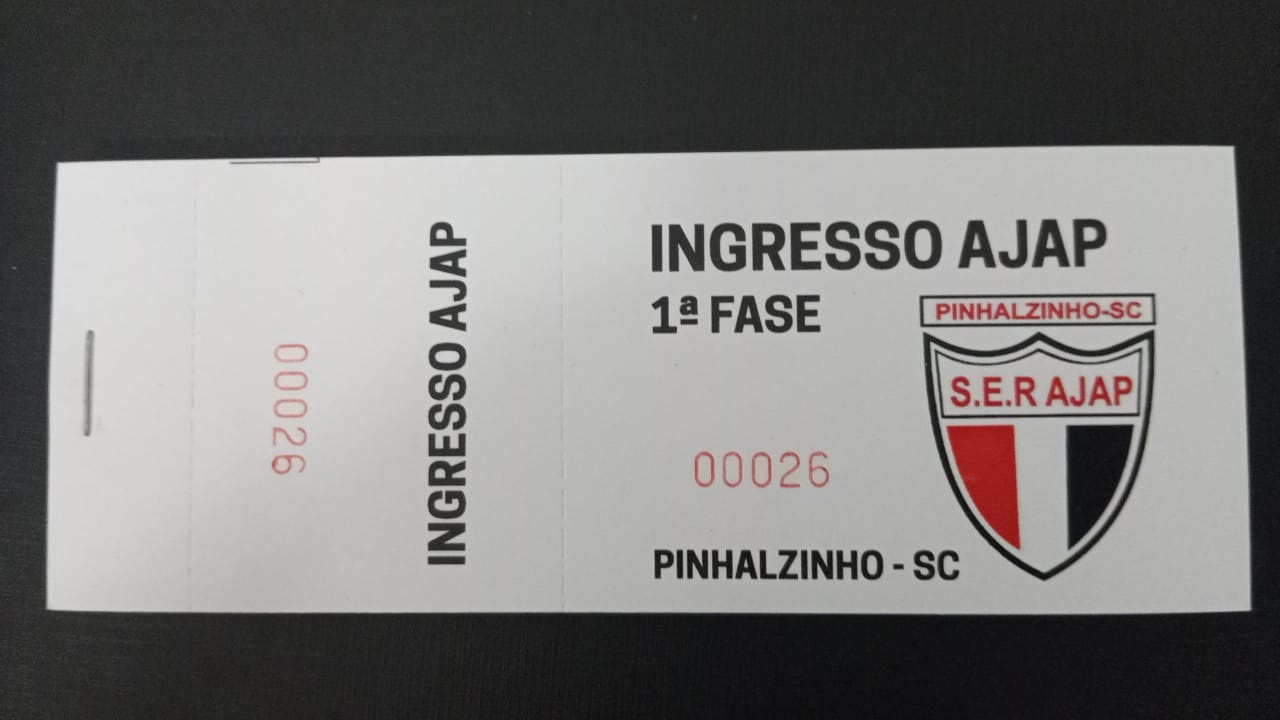 00026
INGRESSO AJAP
INGRESSO AJAP
1ª FASE
PINHALZINHO-SC
S.E.R AJAP
00026
PINHALZINHO - SC